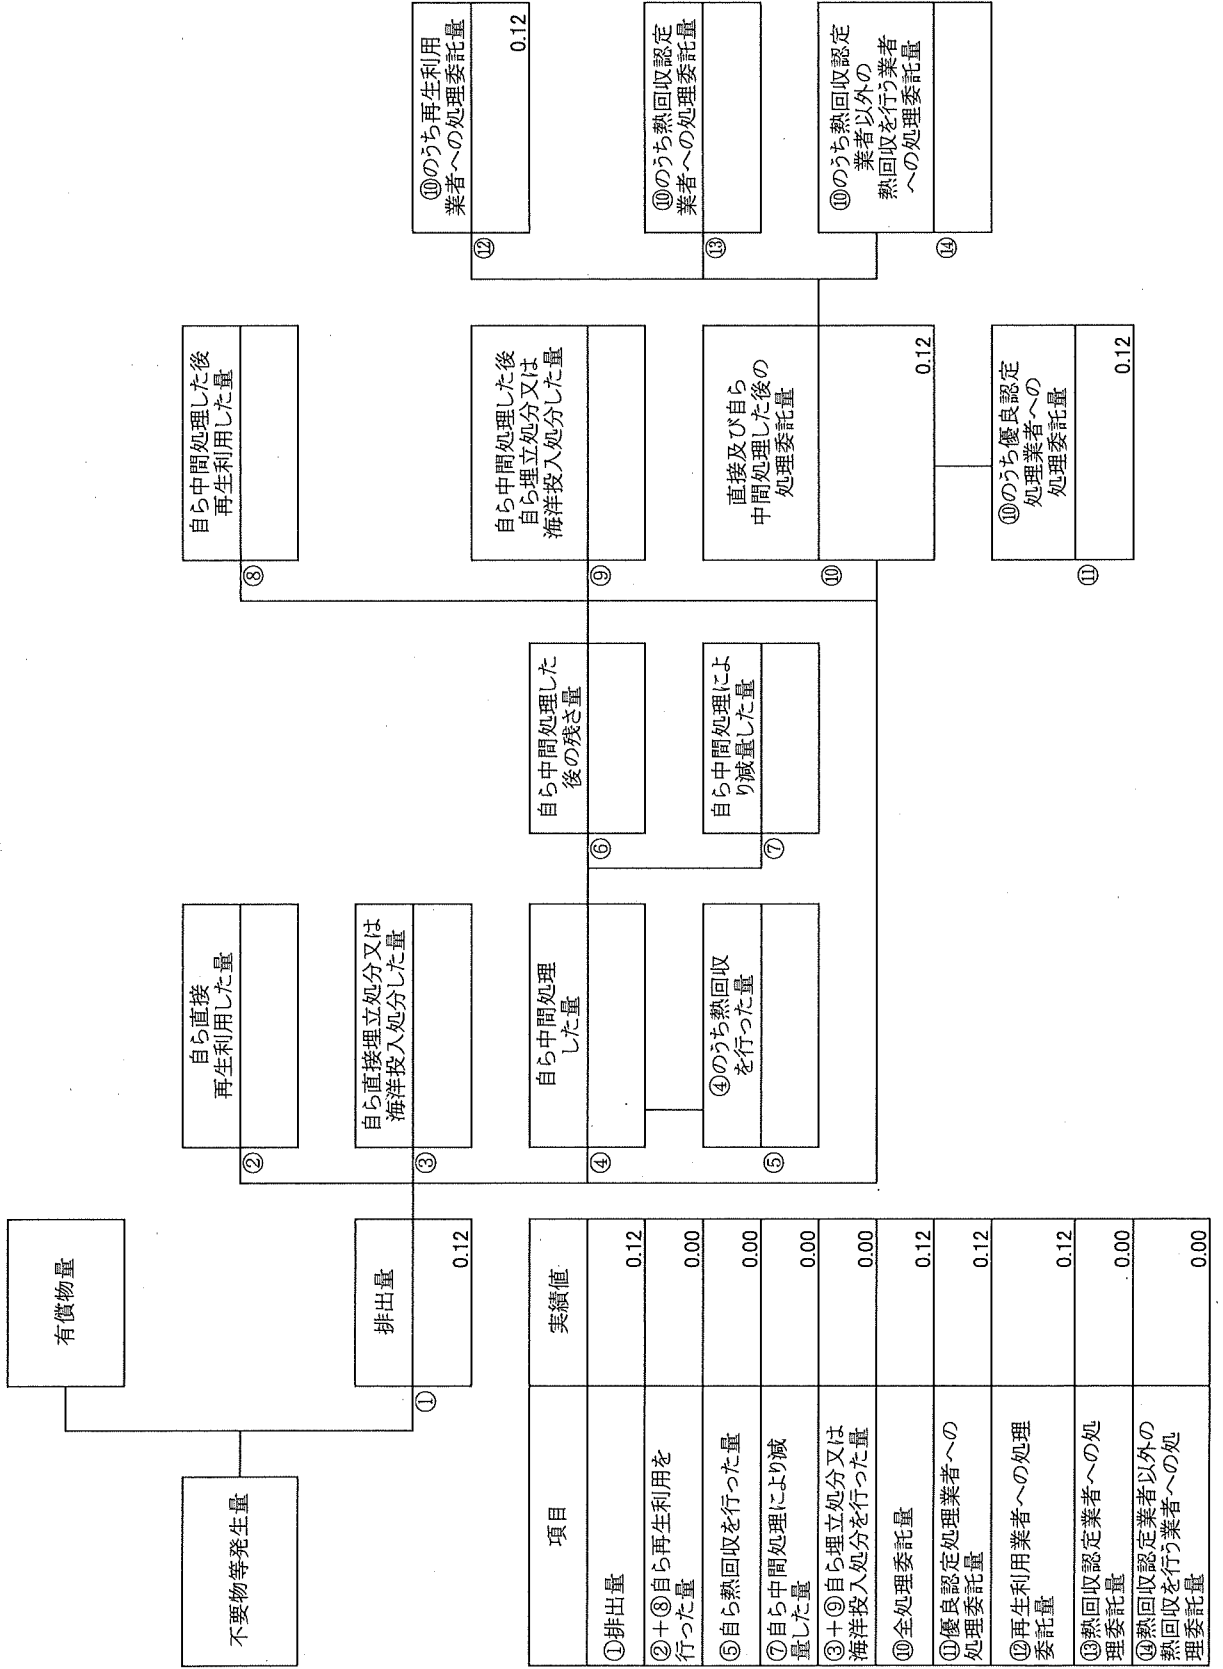 不要物等発生量
有償物量
排出量
①
0.12
自ら直接
再生利用した量
②
自ら直接埋立処分又は
海洋投入処分した量
③
自ら中間処理
した量
④
④のうち熱回収
を行った量
⑤
自ら中間処理した
後の残さ量
⑥
自ら中間処理によ
り減量した量
⑦
自ら中間処理した後
再生利用した量
⑧
自ら中間処理した後
自ら埋立処分又は
海洋投入処分した量
⑨
直接及び自ら
中間処理した後の
処理委託量
⑩
0.12
⑩のうち優良認定
処理業者への
処理委託量
⑪
0.12
⑩のうち再生利用
業者への処理委託量
⑫
0.12
⑩のうち熱回収認定
業者への処理委託量
⑬
⑩のうち熱回収認定
業者以外の
熱回収を行う業者
への処理委託量
⑭
項目 実績値
①排出量 0.12
②+⑧自ら再生利用を
行った量 0.00
⑤自ら熱回収を行った量 0.00
⑦自ら中間処理により減
量した量 0.00
③+⑨自ら埋立処分又は
海洋投入処分を行った量 0.00
⑩全処理委託量 0.12
⑪優良認定処理業者への
処理委託量 0.12
⑫再生利用業者への処理
委託量 0.12
⑬熱回収認定業者への処
理委託量 0.00
⑭熱回収認定業者以外の
熱回収を行う業者への処
理委託量 0.00